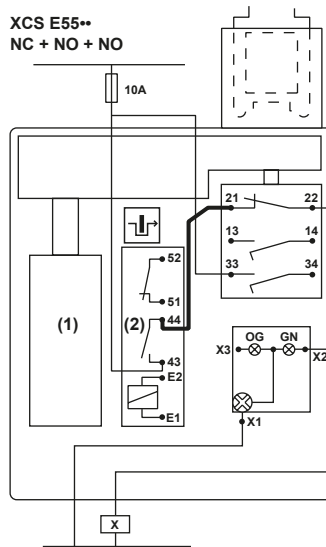 XCS E55••
NC + NO + NO
10A
21 22
13 14
33 34
52
51
(1) (2) 44
43
E2
E1
OG GN
X3 X2
X1
X